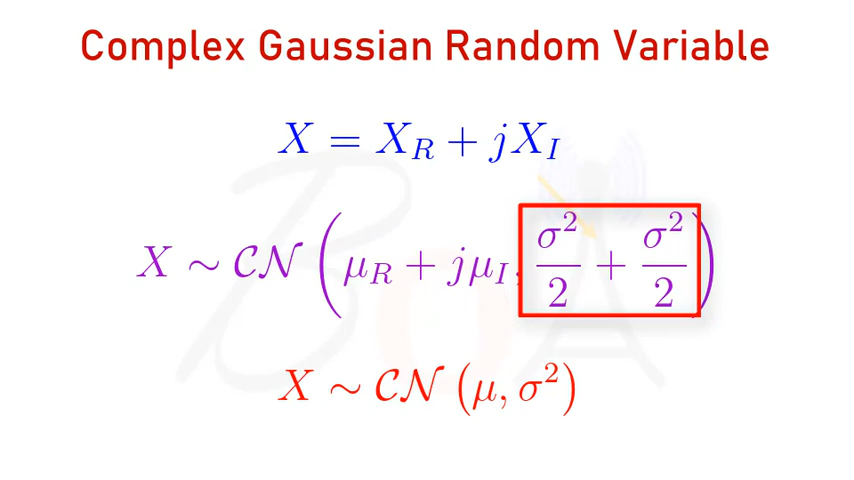 Complex Gaussian Random Variable
X = X_R + jX_I
X ∼ 𝒞𝒩 ( μ_R + jμ_I, σ²/2 + σ²/2 )
X ∼ 𝒞𝒩 (μ, σ²)